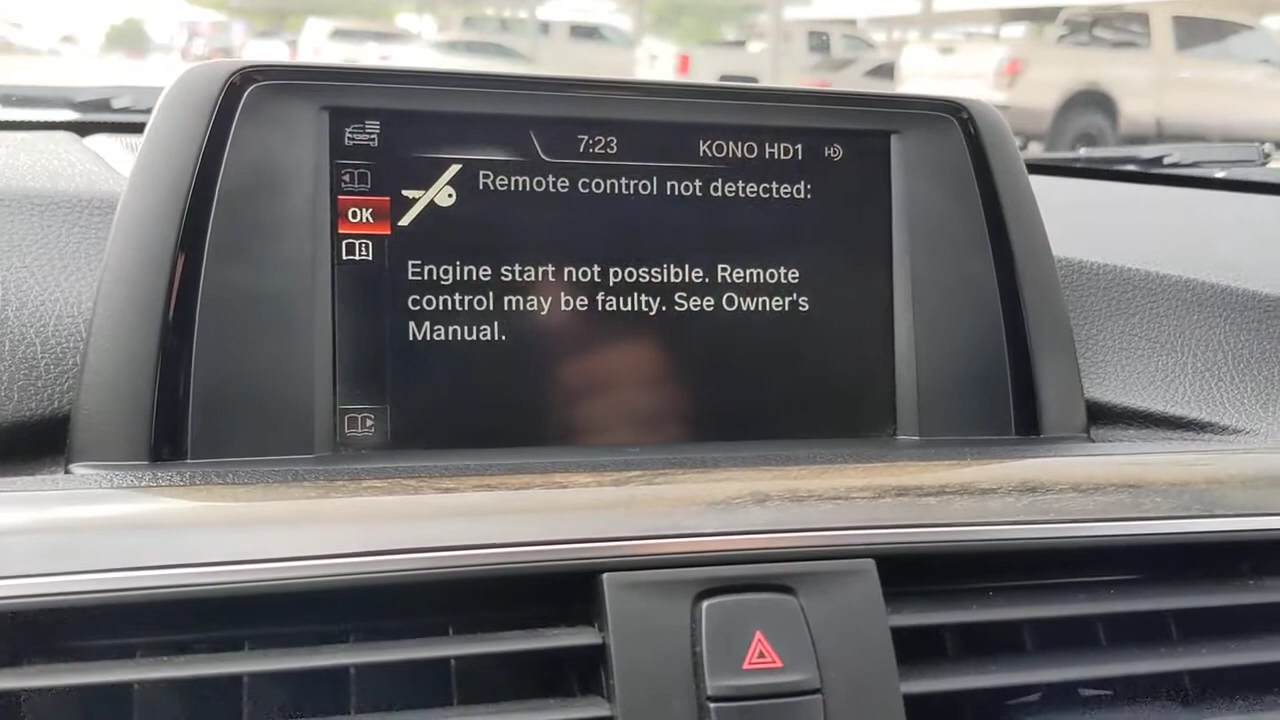 7:23
KONO HD1
Remote control not detected:
OK
Engine start not possible. Remote
control may be faulty. See Owner's
Manual.